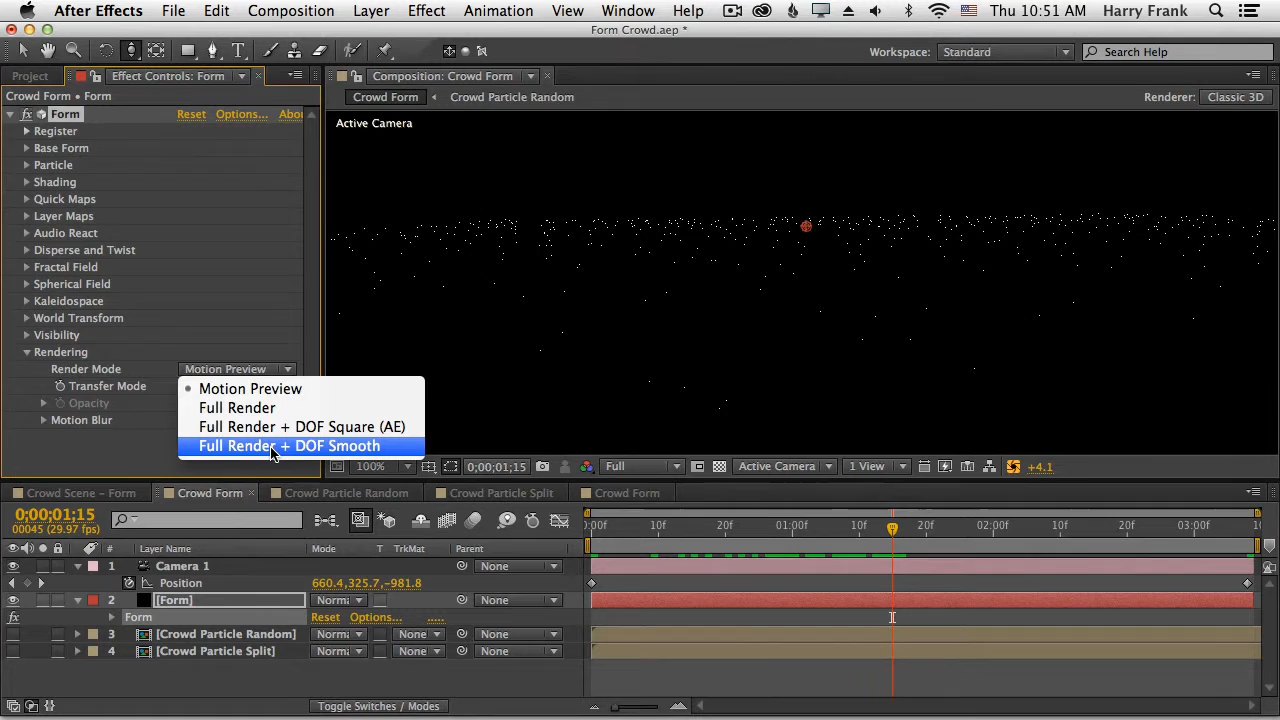 After Effects File Edit Composition Layer Effect Animation View Window Help Thu 10:51 AM Harry Frank
Form Crowd.aep *
Workspace: Standard Search Help
Project Effect Controls: Form Composition: Crowd Form
Crowd Form • Form Crowd Form Crowd Particle Random Renderer: Classic 3D
fx Form Reset Options... Abou
Active Camera
Register
Base Form
Particle
Shading
Quick Maps
Layer Maps
Audio React
Disperse and Twist
Fractal Field
Spherical Field
Kaleidospace
World Transform
Visibility
Rendering
Render Mode Motion Preview
Transfer Mode
Opacity
Motion Blur
Motion Preview
Full Render
Full Render + DOF Square (AE)
Full Render + DOF Smooth
100% 0;00;01;15 Full Active Camera 1 View +4.1
Crowd Scene - Form Crowd Form Crowd Particle Random Crowd Particle Split Crowd Form
0;00;01;15
00045 (29.97 fps)
:00f 10f 20f 01:00f 10f 20f 02:00f 10f 20f 03:00f
# Layer Name Mode T TrkMat Parent
1 Camera 1 None
Position 660.4,325.7,-981.8
2 [Form] Norma None
fx Form Reset Options... .....
3 [Crowd Particle Random] Norma None None
4 [Crowd Particle Split] Norma None None
Toggle Switches / Modes